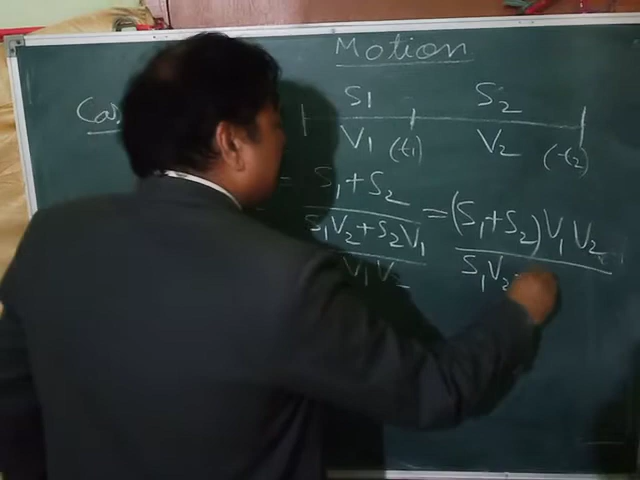 Motion
S1 S2
V1 (t1) V2 (t2)
= S1+S2 = (S1+S2)V1V2
S1V2+S2V1 S1V2
V1V2